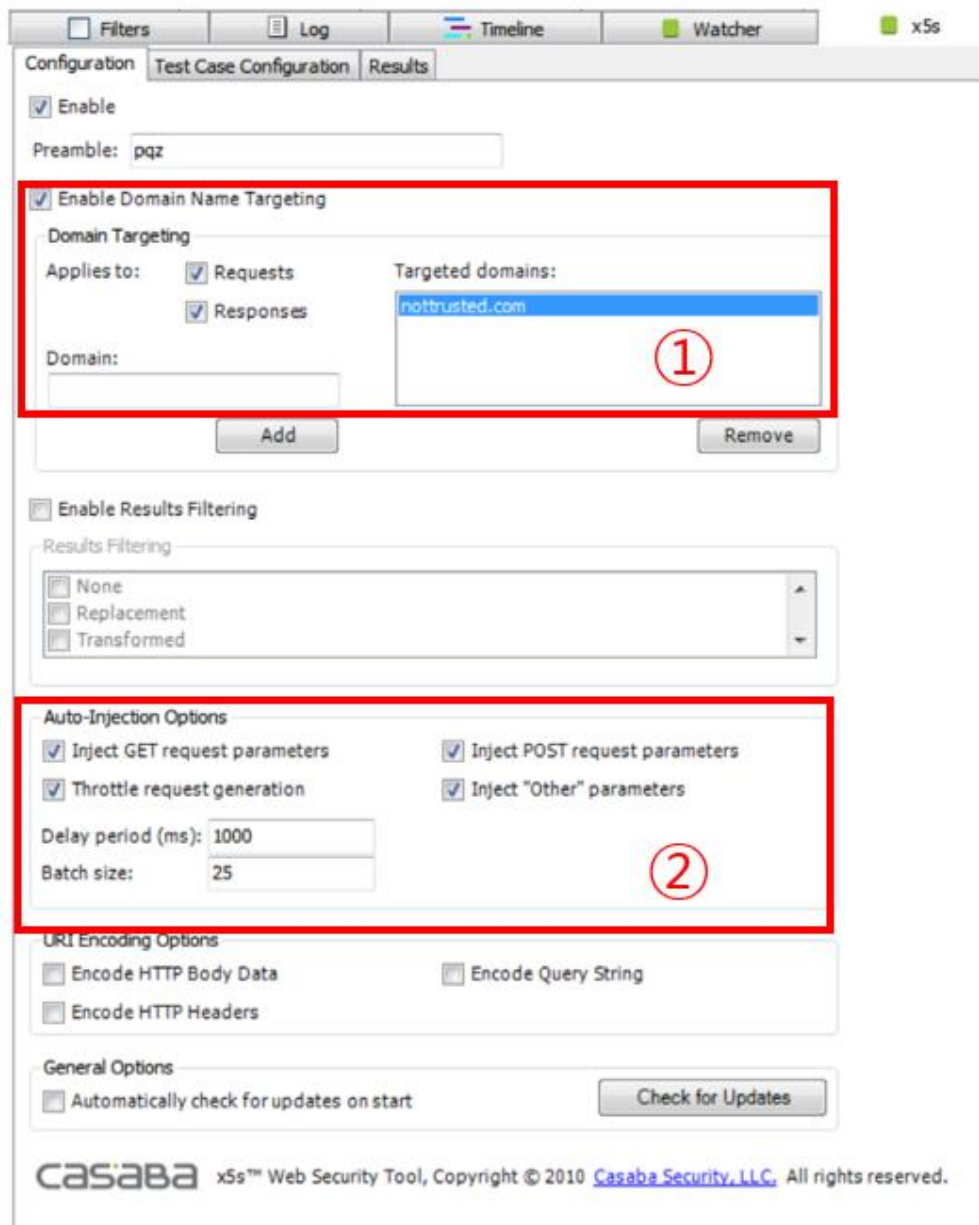 Filters Log Timeline Watcher x5s
Configuration Test Case Configuration Results
Enable
Preamble: pqz
Enable Domain Name Targeting
Domain Targeting
Applies to: Requests Targeted domains:
nottrusted.com
Responses
①
Domain:
Add Remove
Enable Results Filtering
Results Filtering
None
Replacement
Transformed
Auto-Injection Options
Inject GET request parameters Inject POST request parameters
Throttle request generation Inject "Other" parameters
Delay period (ms): 1000
Batch size: 25
②
URI Encoding Options
Encode HTTP Body Data Encode Query String
Encode HTTP Headers
General Options
Automatically check for updates on start Check for Updates
casaba x5s™ Web Security Tool, Copyright © 2010 Casaba Security, LLC. All rights reserved.